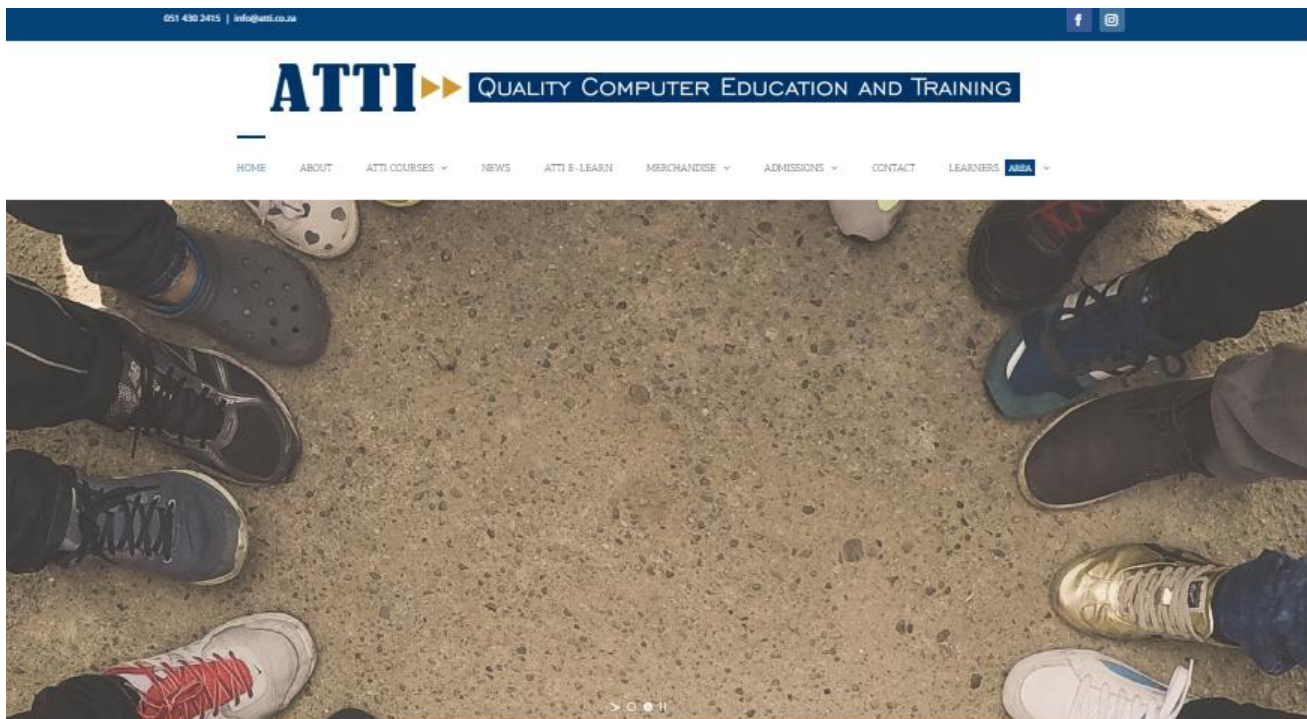 051 430 2415 | info@atti.co.za
ATTI QUALITY COMPUTER EDUCATION AND TRAINING
HOME ABOUT ATTI COURSES NEWS ATTI E-LEARN MERCHANDISE ADMISSIONS CONTACT LEARNERS AREA